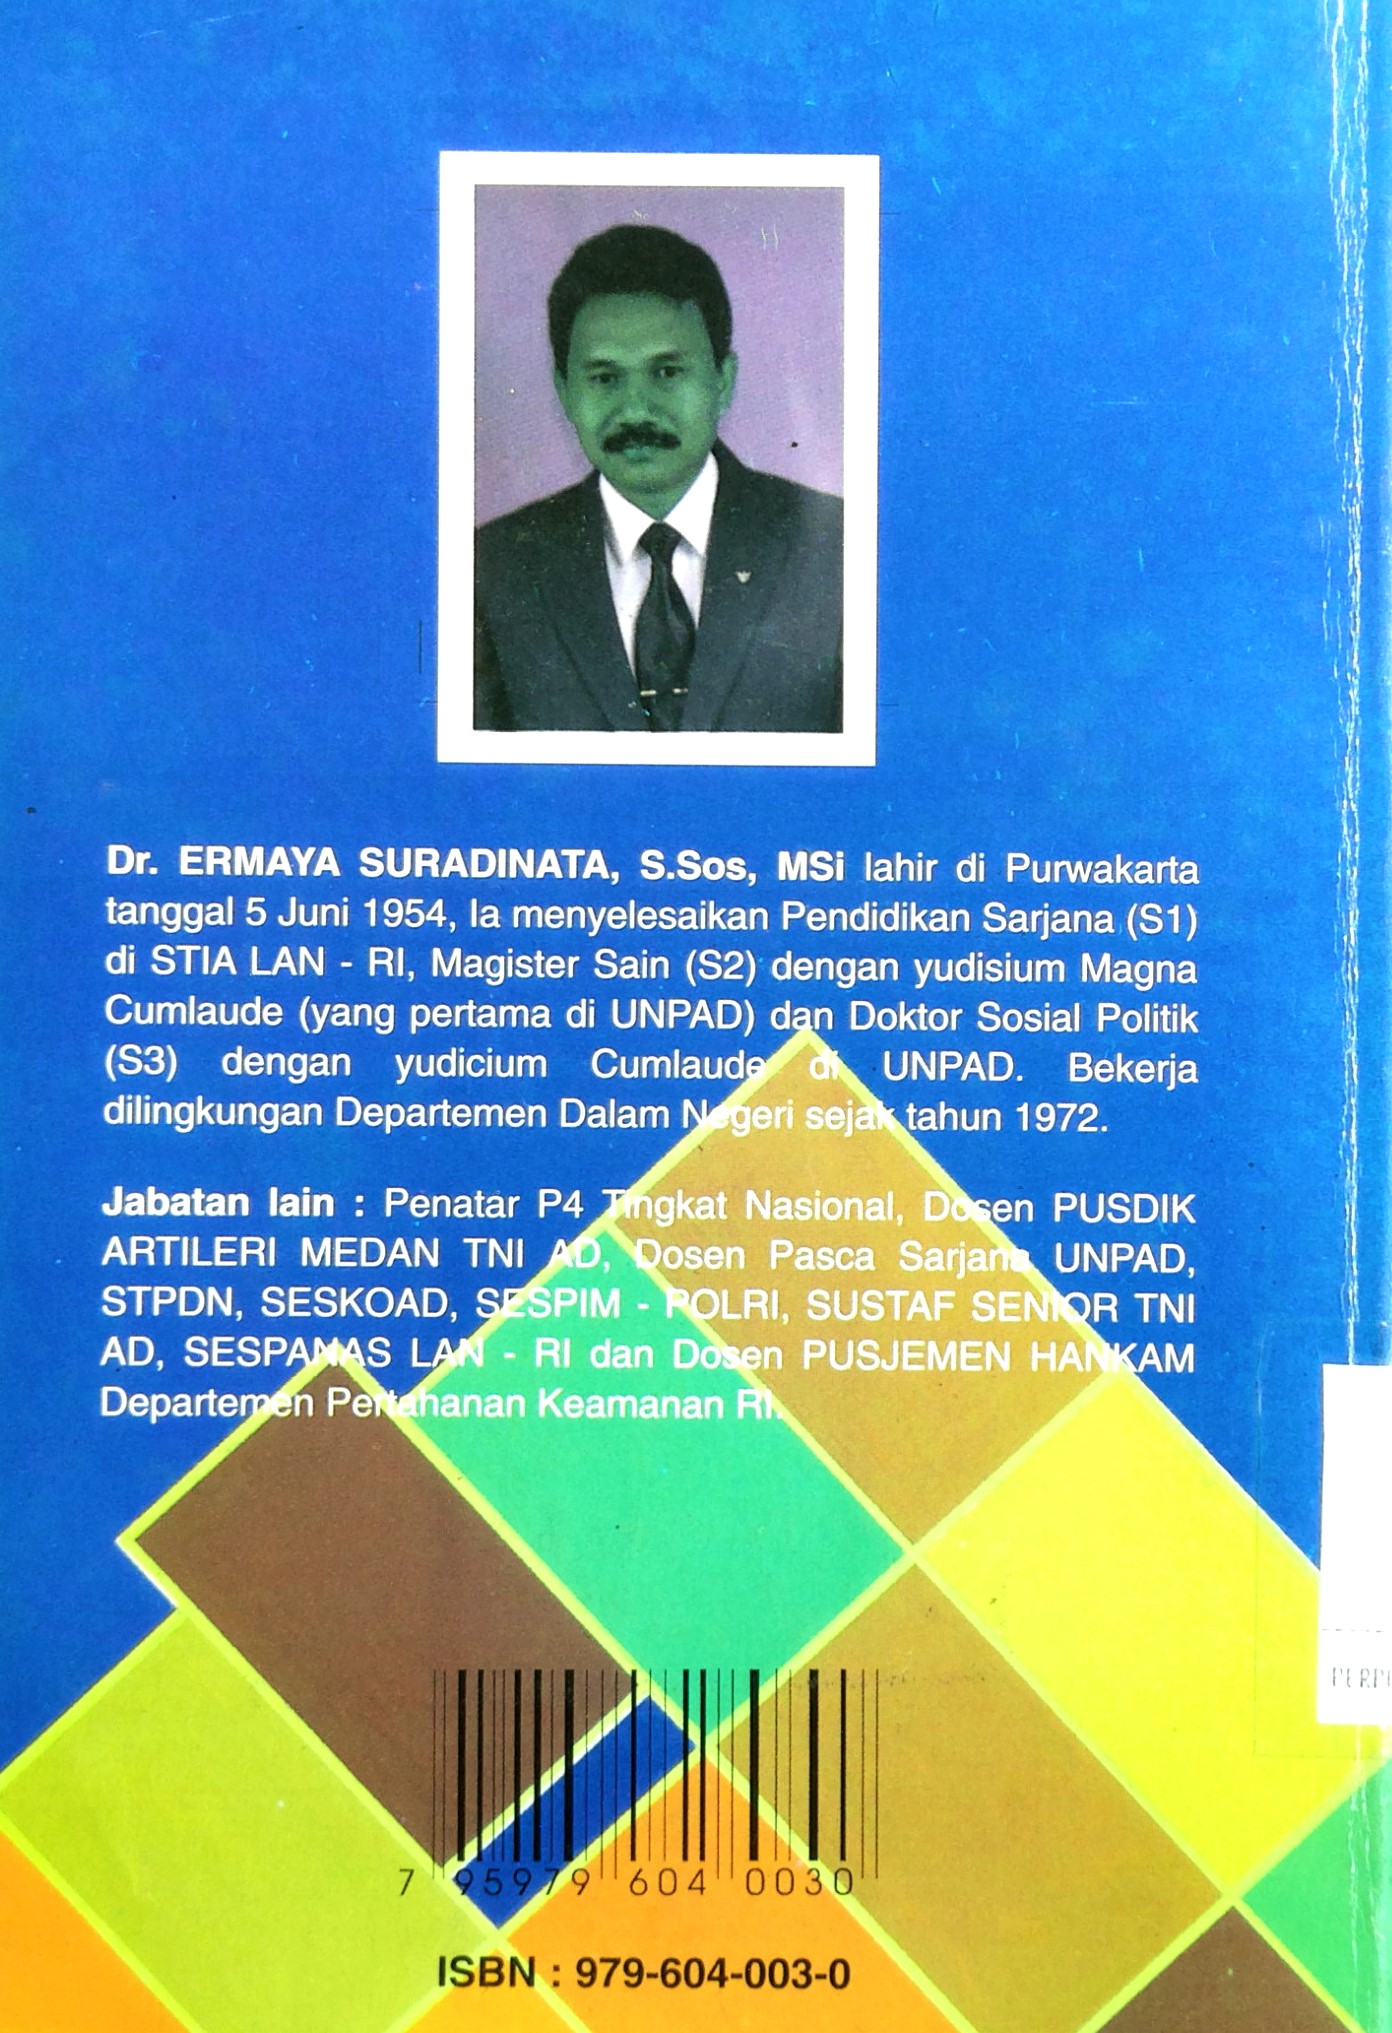 Dr. ERMAYA SURADINATA, S.Sos, MSi lahir di Purwakarta
tanggal 5 Juni 1954, Ia menyelesaikan Pendidikan Sarjana (S1)
di STIA LAN - RI, Magister Sain (S2) dengan yudisium Magna
Cumlaude (yang pertama di UNPAD) dan Doktor Sosial Politik
(S3) dengan yudicium Cumlaude di UNPAD. Bekerja
dilingkungan Departemen Dalam Negeri sejak tahun 1972.
Jabatan lain : Penatar P4 Tingkat Nasional, Dosen PUSDIK
ARTILERI MEDAN TNI AD, Dosen Pasca Sarjana UNPAD,
STPDN, SESKOAD, SESPIM - POLRI, SUSTAF SENIOR TNI
AD, SESPANAS LAN - RI dan Dosen PUSJEMEN HANKAM
Departemen Pertahanan Keamanan RI.
7 95979 604 0030
ISBN : 979-604-003-0